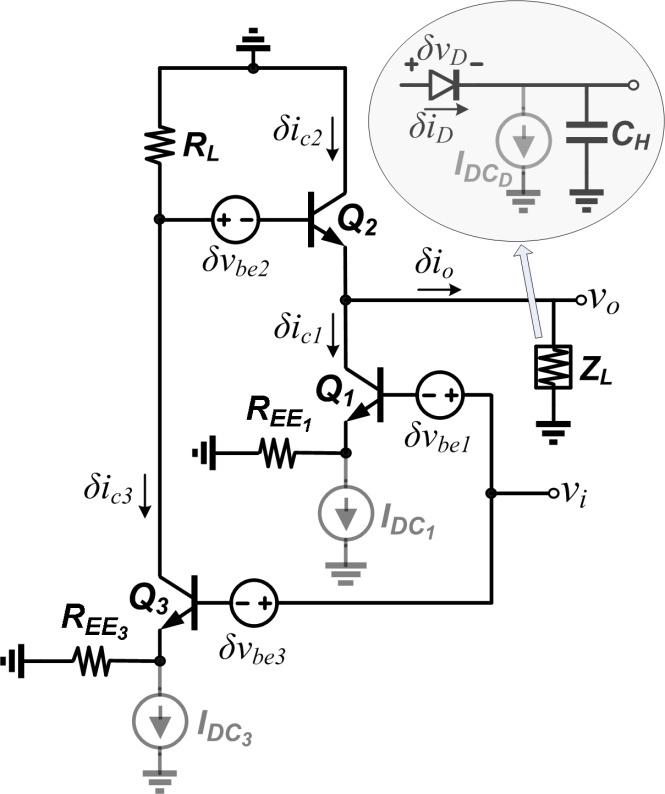 + δv_D −
δi_D
I_DC_D
C_H
R_L
δi_c2
+ −
Q_2
δv_be2
δi_o
v_o
δi_c1
Z_L
Q_1
− +
R_EE_1
δv_be1
I_DC_1
v_i
δi_c3
Q_3
− +
R_EE_3
δv_be3
I_DC_3